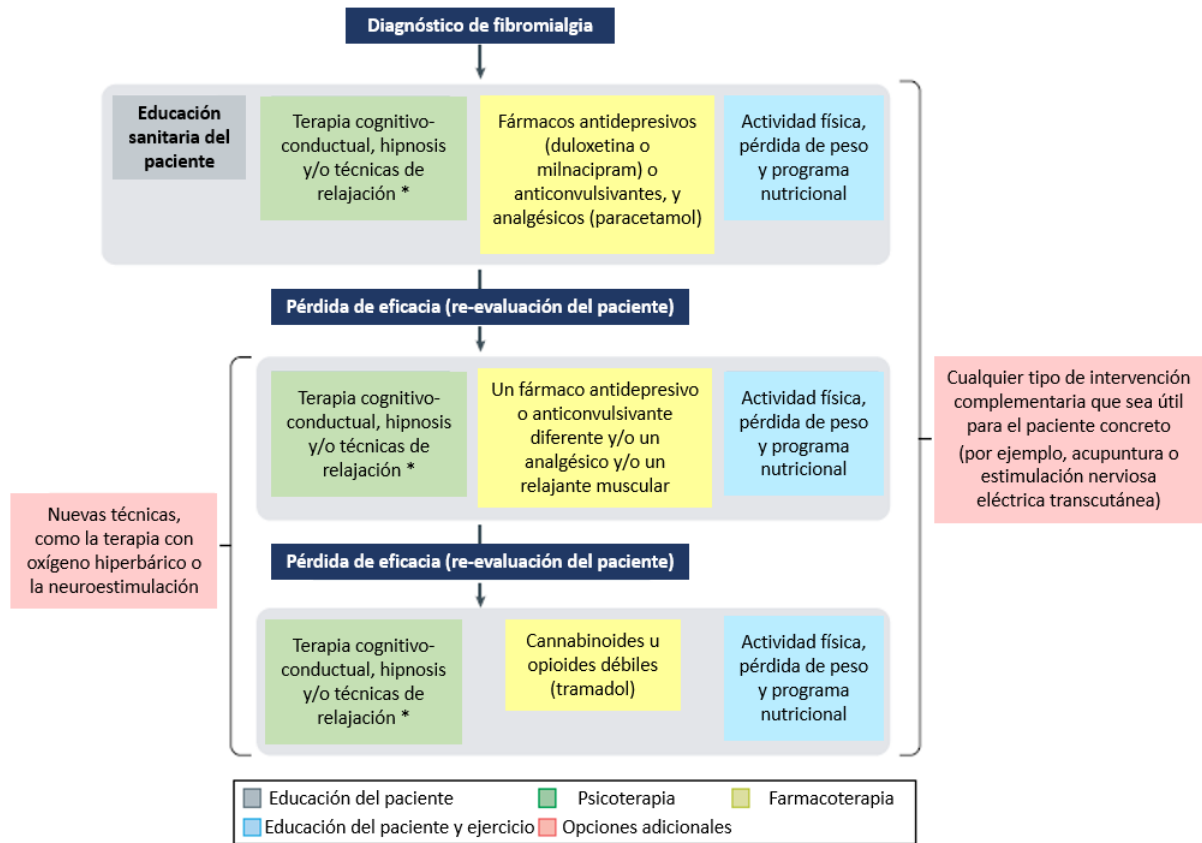 Diagnóstico de fibromialgia
Educación
sanitaria del
paciente
Terapia cognitivo-
conductual, hipnosis
y/o técnicas de
relajación *
Fármacos antidepresivos
(duloxetina o
milnacipram) o
anticonvulsivantes, y
analgésicos (paracetamol)
Actividad física,
pérdida de peso
y programa
nutricional
Pérdida de eficacia (re-evaluación del paciente)
Terapia cognitivo-
conductual, hipnosis
y/o técnicas de
relajación *
Un fármaco antidepresivo
o anticonvulsivante
diferente y/o un
analgésico y/o un
relajante muscular
Actividad física,
pérdida de peso
y programa
nutricional
Cualquier tipo de intervención
complementaria que sea útil
para el paciente concreto
(por ejemplo, acupuntura o
estimulación nerviosa
eléctrica transcutánea)
Nuevas técnicas,
como la terapia con
oxígeno hiperbárico o
la neuroestimulación
Pérdida de eficacia (re-evaluación del paciente)
Terapia cognitivo-
conductual, hipnosis
y/o técnicas de
relajación *
Cannabinoides u
opioides débiles
(tramadol)
Actividad física,
pérdida de peso
y programa
nutricional
Educación del paciente
Psicoterapia
Farmacoterapia
Educación del paciente y ejercicio
Opciones adicionales